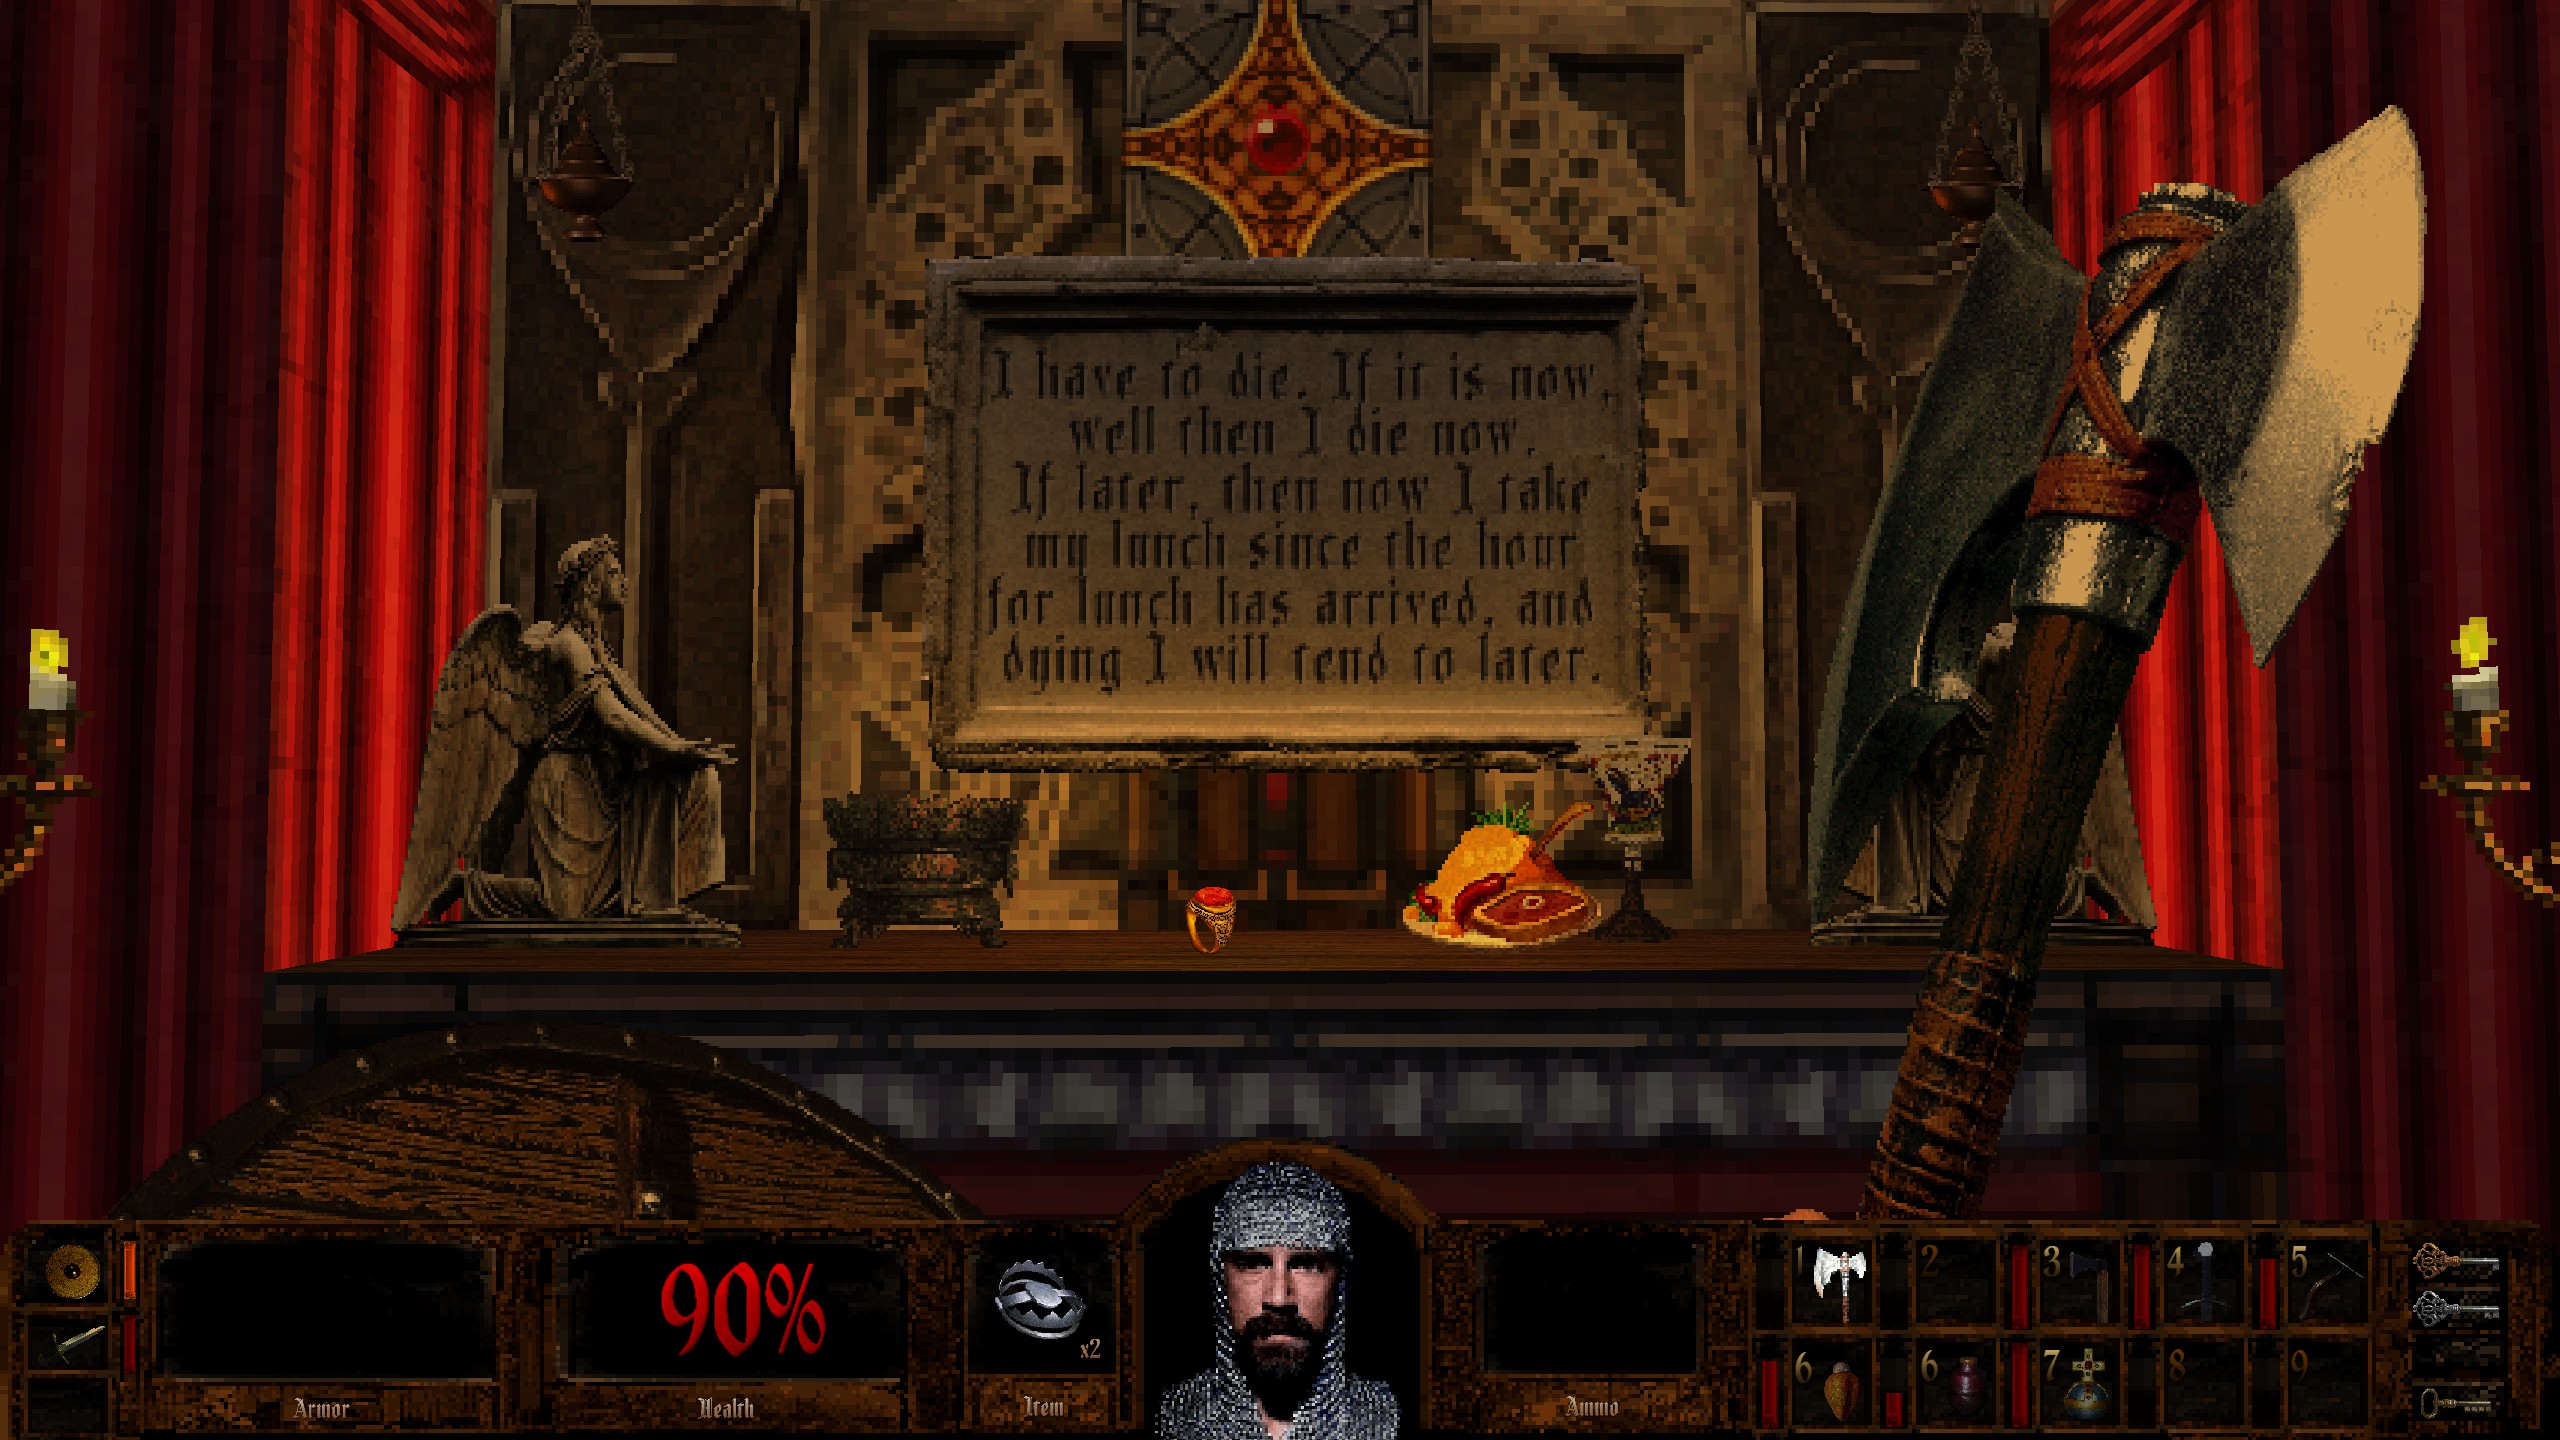 I have to die. If it is now,
well then I die now.
If later, then now I take
my lunch since the hour
for lunch has arrived, and
dying I will tend to later.
90%
x2
Armor
Health
Item
Ammo
1 2 3 4 5
6 6 7 8 9